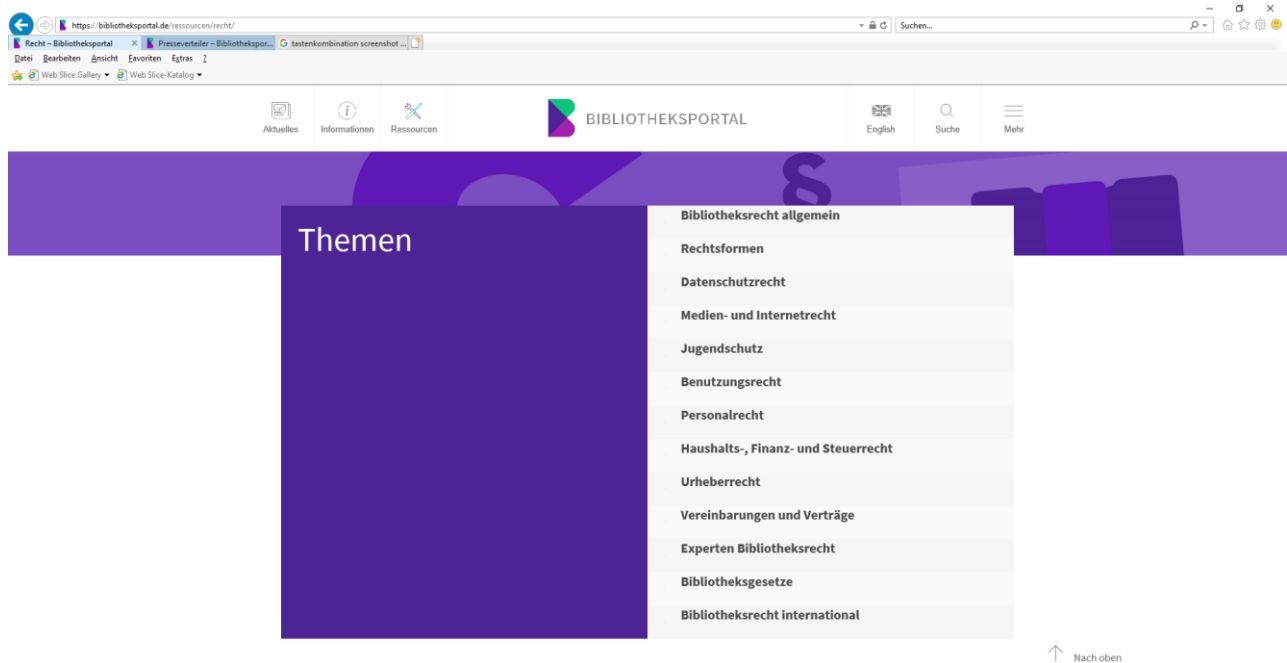 https://bibliotheksportal.de/ressourcen/recht/
Suchen...
Recht – Bibliotheksportal
Presseverteiler – Bibliothekspor...
tastenkombination screenshot ...
Datei Bearbeiten Ansicht Favoriten Extras ?
Web Slice Gallery
Web Slice-Katalog
Aktuelles
Informationen
Ressourcen
BIBLIOTHEKSPORTAL
English
Suche
Mehr
§
Themen
Bibliotheksrecht allgemein
Rechtsformen
Datenschutzrecht
Medien- und Internetrecht
Jugendschutz
Benutzungsrecht
Personalrecht
Haushalts-, Finanz- und Steuerrecht
Urheberrecht
Vereinbarungen und Verträge
Experten Bibliotheksrecht
Bibliotheksgesetze
Bibliotheksrecht international
Nach oben